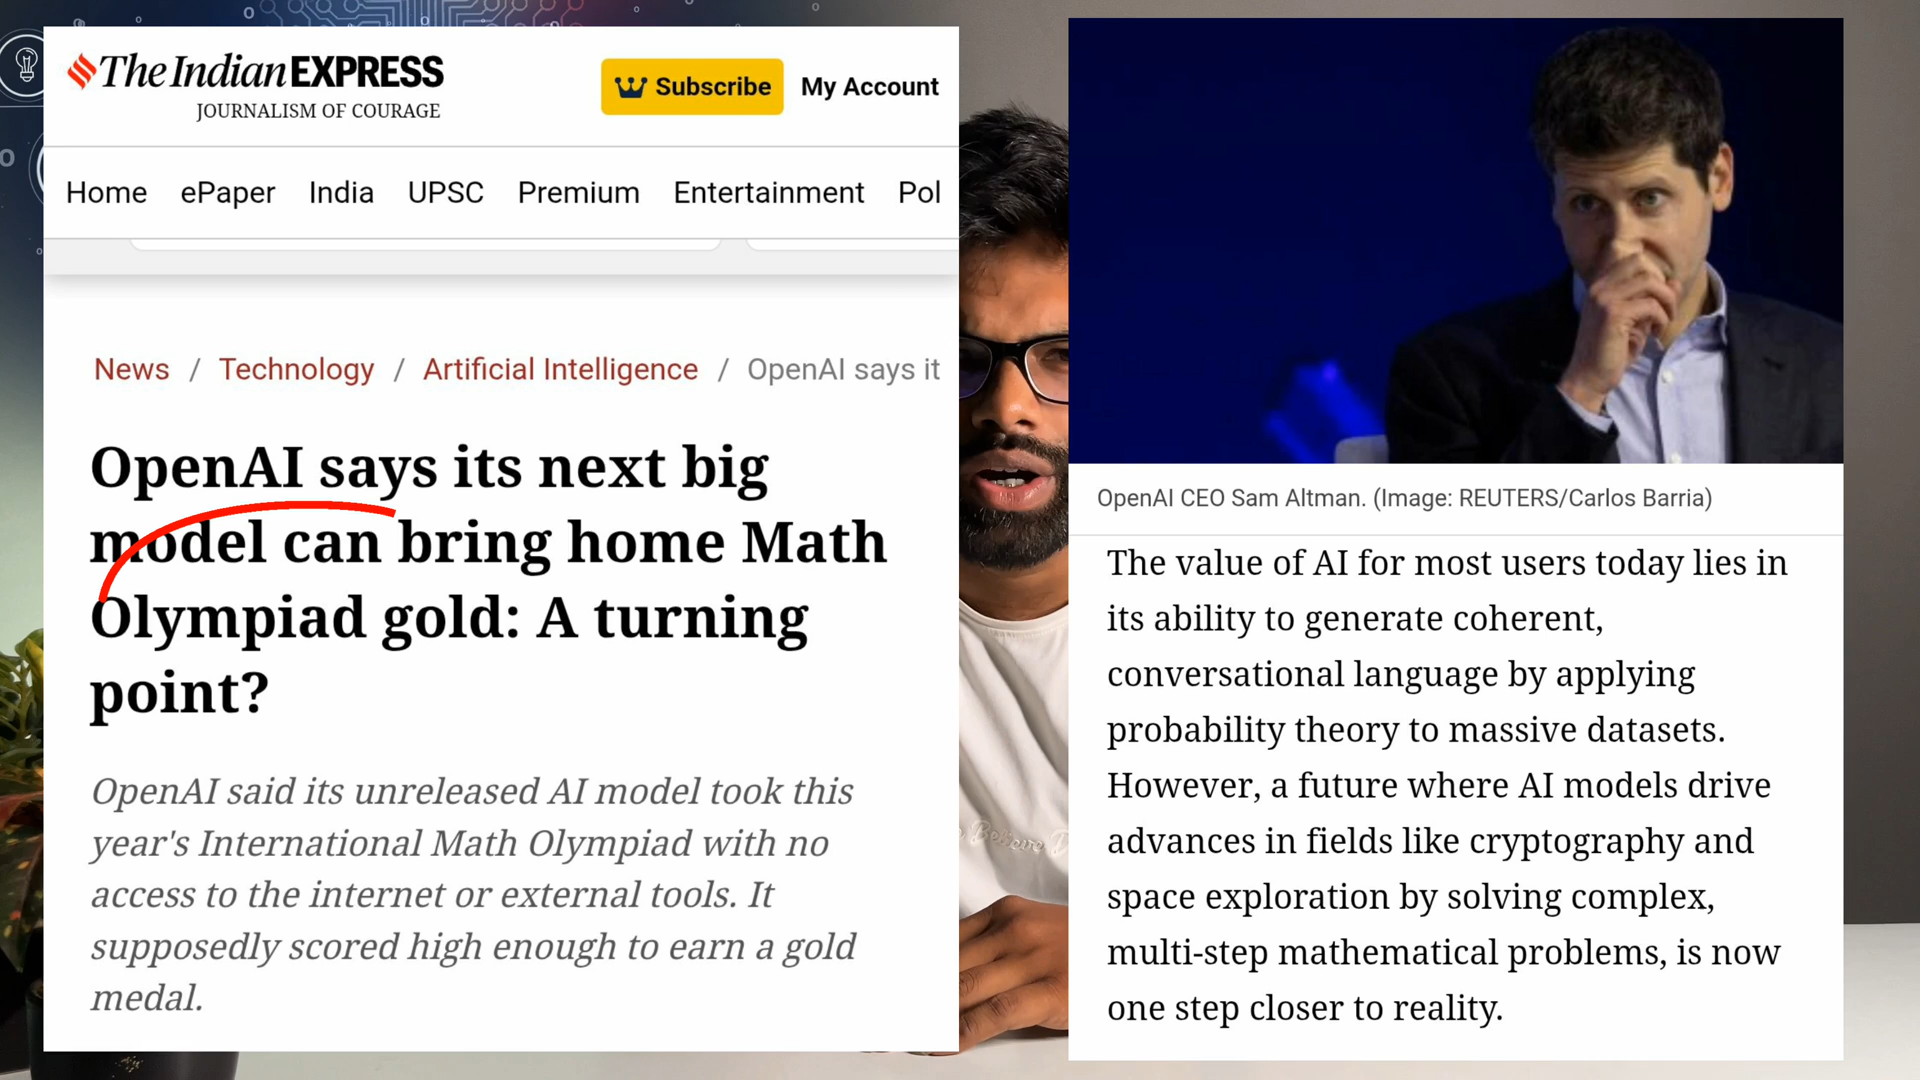 The Indian EXPRESS
JOURNALISM OF COURAGE
Subscribe
My Account
Home ePaper India UPSC Premium Entertainment Pol
News / Technology / Artificial Intelligence / OpenAI says it
OpenAI says its next big
model can bring home Math
Olympiad gold: A turning
point?
OpenAI said its unreleased AI model took this
year's International Math Olympiad with no
access to the internet or external tools. It
supposedly scored high enough to earn a gold
medal.
Believe
OpenAI CEO Sam Altman. (Image: REUTERS/Carlos Barria)
The value of AI for most users today lies in
its ability to generate coherent,
conversational language by applying
probability theory to massive datasets.
However, a future where AI models drive
advances in fields like cryptography and
space exploration by solving complex,
multi-step mathematical problems, is now
one step closer to reality.